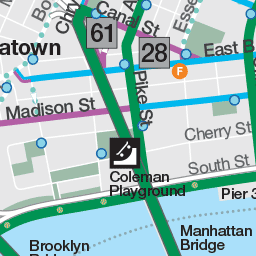 Canal St
61
28
East B
Madison St
Pike St
F
Cherry St
South St
Coleman
Playground
Pier 3
Manhattan
Bridge
Brooklyn